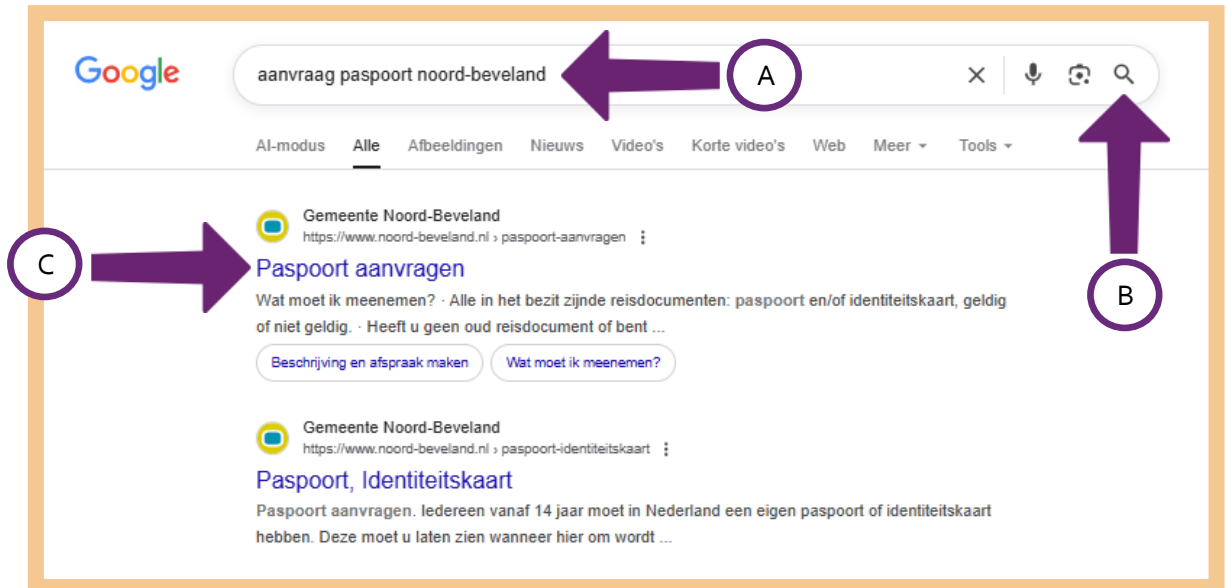 Google
aanvraag paspoort noord-beveland
A
AI-modus Alle Afbeeldingen Nieuws Video's Korte video's Web Meer Tools
B
C
Gemeente Noord-Beveland
https://www.noord-beveland.nl › paspoort-aanvragen
Paspoort aanvragen
Wat moet ik meenemen? · Alle in het bezit zijnde reisdocumenten: paspoort en/of identiteitskaart, geldig
of niet geldig. · Heeft u geen oud reisdocument of bent ...
Beschrijving en afspraak maken
Wat moet ik meenemen?
Gemeente Noord-Beveland
https://www.noord-beveland.nl › paspoort-identiteitskaart
Paspoort, Identiteitskaart
Paspoort aanvragen. Iedereen vanaf 14 jaar moet in Nederland een eigen paspoort of identiteitskaart
hebben. Deze moet u laten zien wanneer hier om wordt ...